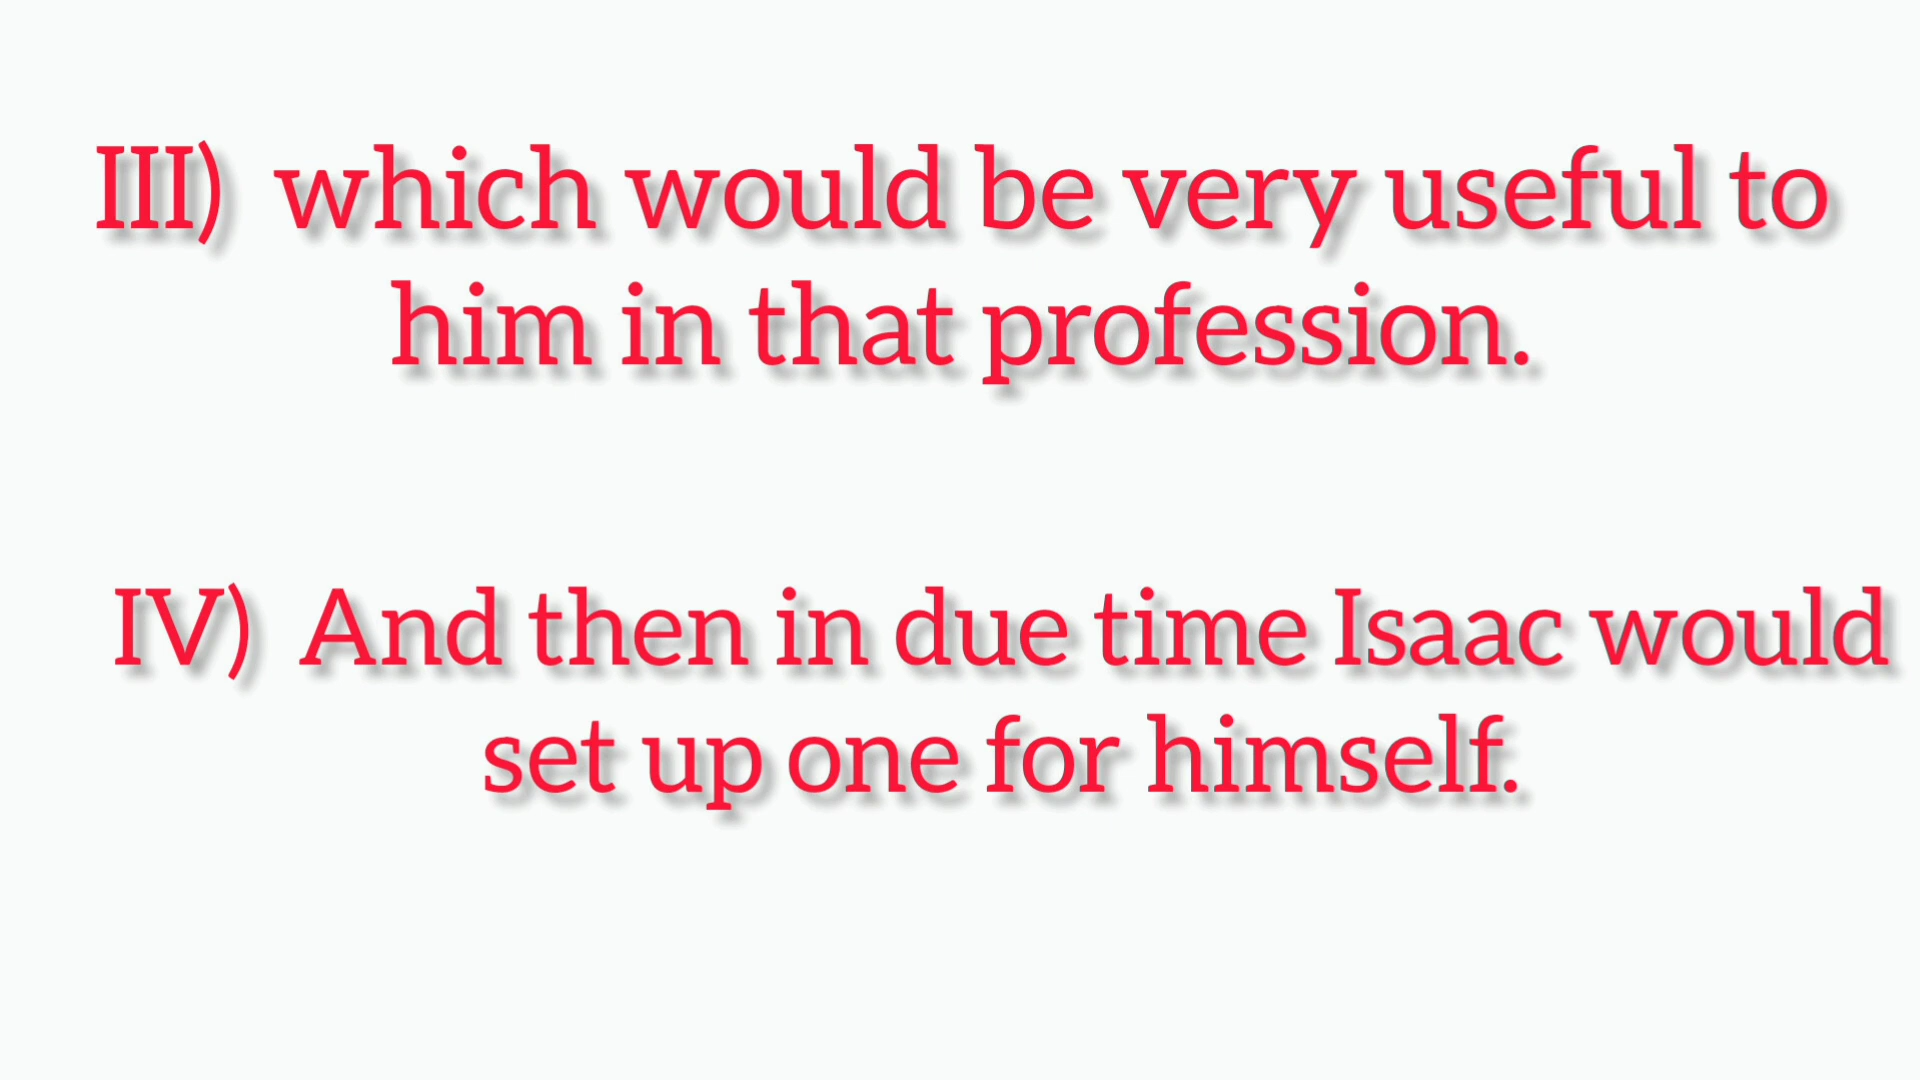 III) which would be very useful to
him in that profession.
IV) And then in due time Isaac would
set up one for himself.